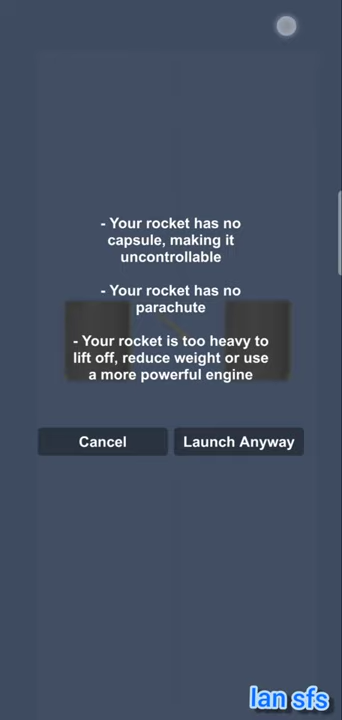 - Your rocket has no
capsule, making it
uncontrollable
- Your rocket has no
parachute
- Your rocket is too heavy to
lift off, reduce weight or use
a more powerful engine
Cancel
Launch Anyway
Ian sfs